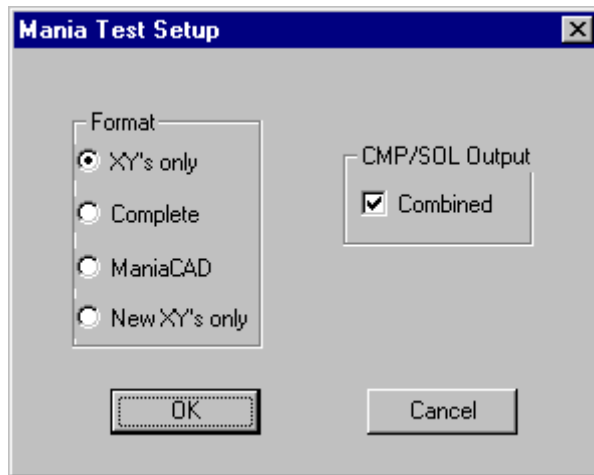 Mania Test Setup
Format
XY's only
Complete
ManiaCAD
New XY's only
CMP/SOL Output
Combined
OK
Cancel